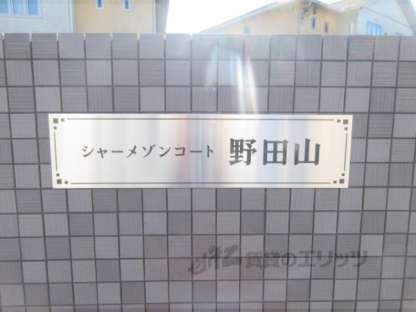 シャーメゾンコート 野田山
賃貸のエリッツ